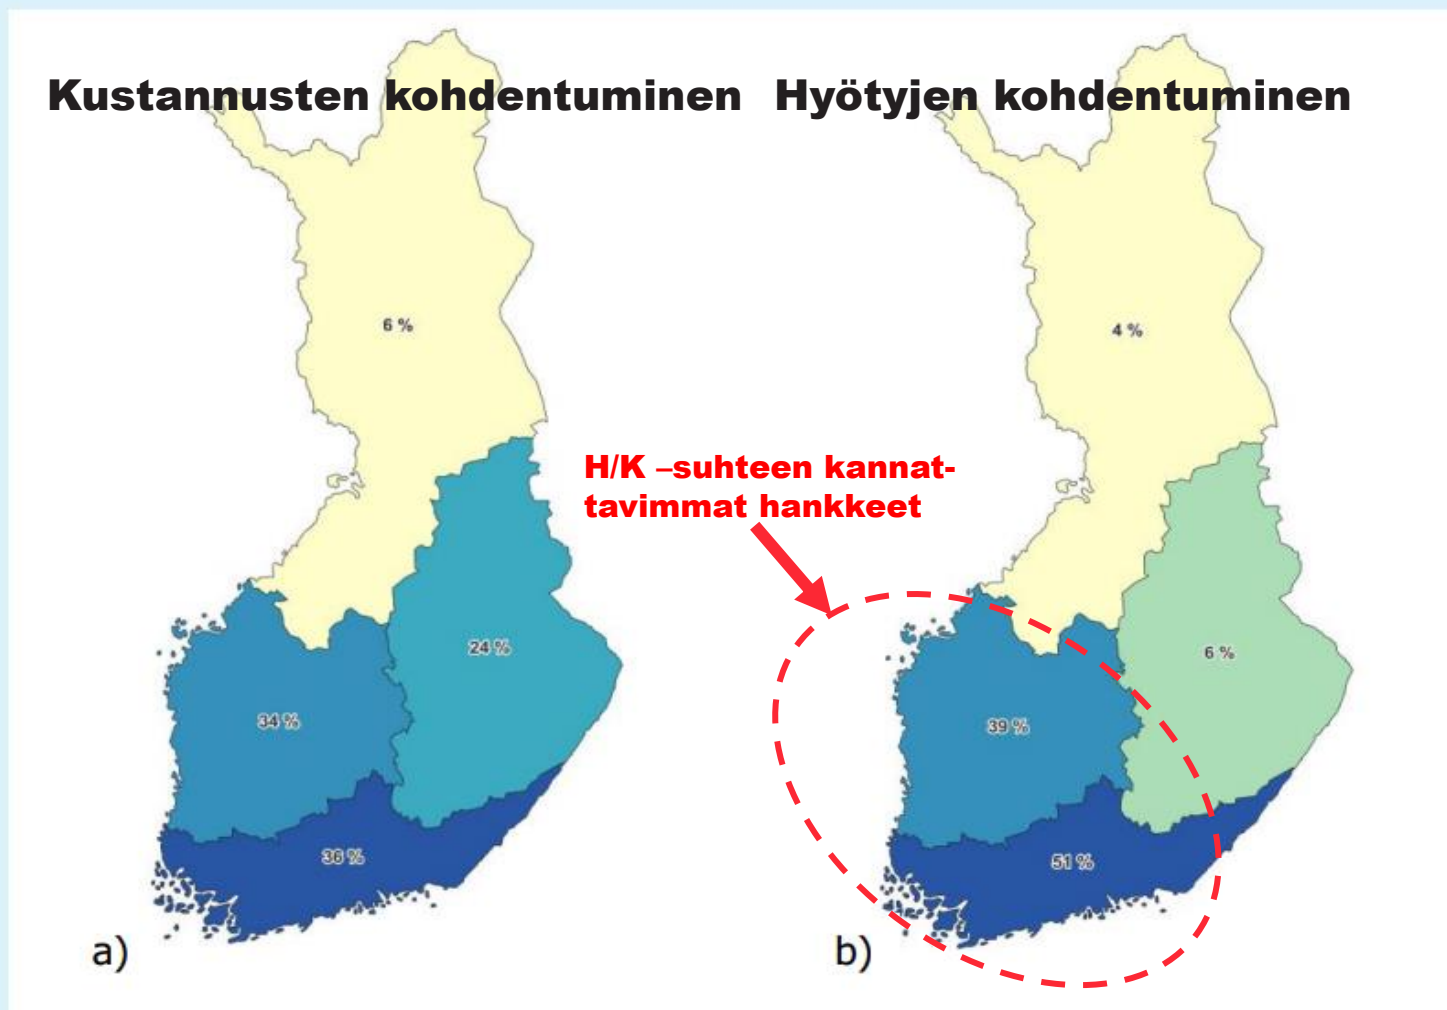 Kustannusten kohdentuminen
Hyötyjen kohdentuminen
6 %
4 %
H/K –suhteen kannat-
tavimmat hankkeet
24 %
6 %
34 %
39 %
36 %
51 %
a)
b)